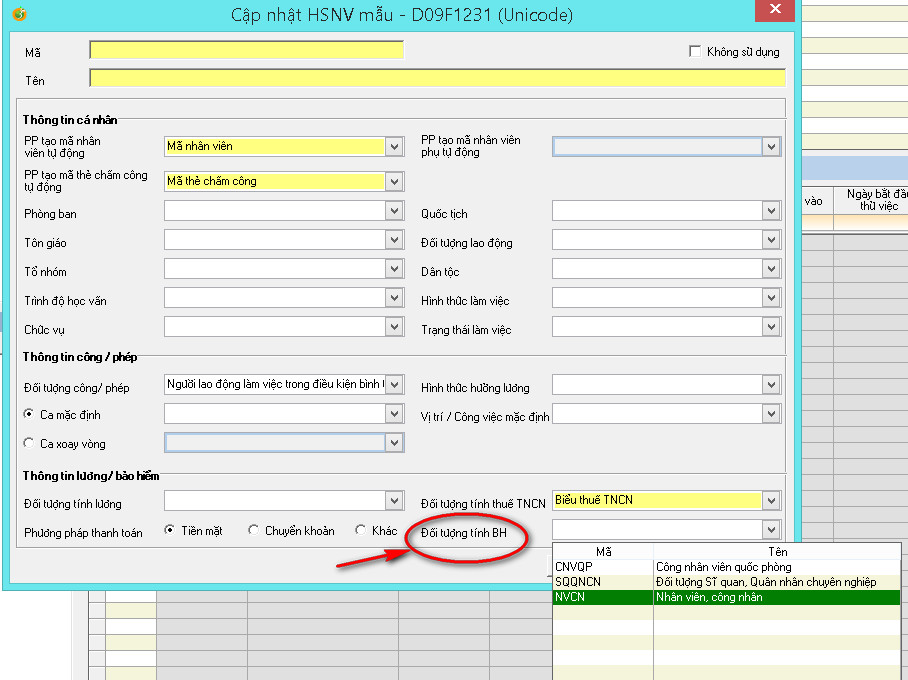 Cập nhật HSNV mẫu - D09F1231 (Unicode)
Mã
Không sử dụng
Tên
Thông tin cá nhân
PP tạo mã nhân
viên tự động
Mã nhân viên
PP tạo mã nhân viên
phụ tự động
PP tạo mã thẻ chấm công
tự động
Mã thẻ chấm công
Phòng ban
Quốc tịch
Tôn giáo
Đối tượng lao động
Tổ nhóm
Dân tộc
Trình độ học vấn
Hình thức làm việc
Chức vụ
Trạng thái làm việc
Thông tin công / phép
Đối tượng công/ phép
Người lao động làm việc trong điều kiện bình
Hình thức hưởng lương
Ca mặc định
Vị trí / Công việc mặc định
Ca xoay vòng
Thông tin lương/ bảo hiểm
Đối tượng tính lương
Đối tượng tính thuế TNCN
Biểu thuế TNCN
Phương pháp thanh toán
Tiền mặt
Chuyển khoản
Khác
Đối tượng tính BH
Mã Tên
CNVQP Công nhân viên quốc phòng
SQQNCN Đối tượng Sĩ quan, Quân nhân chuyên nghiệp
NVCN Nhân viên, công nhân
vào
Ngày bắt đầu
thử việc